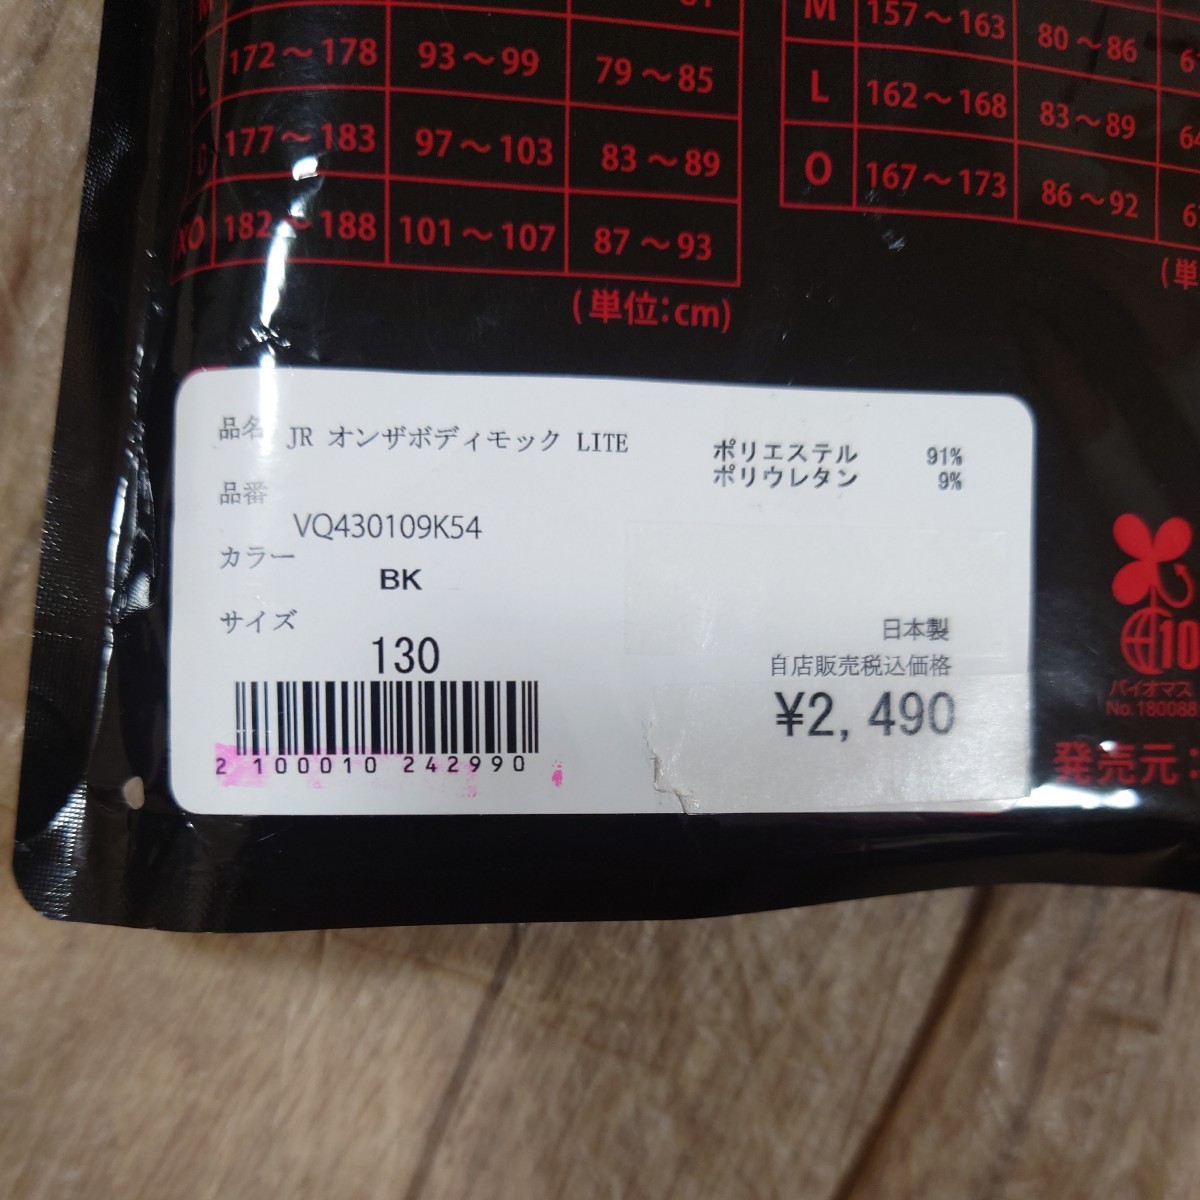 M 157～163 80～86
L 172～178 93～99 79～85
L 162～168 83～89
O 177～183 97～103 83～89
O 167～173 86～92
XO 182～188 101～107 87～93
(単位:cm)
(単
品名 JR オンザボディモック LITE
ポリエステル 91%
ポリウレタン 9%
品番
VQ430109K54
カラー
BK
サイズ
130
日本製
自店販売税込価格
¥2,490
2 100010 242990
10
バイオマス
No.180088
発売元: